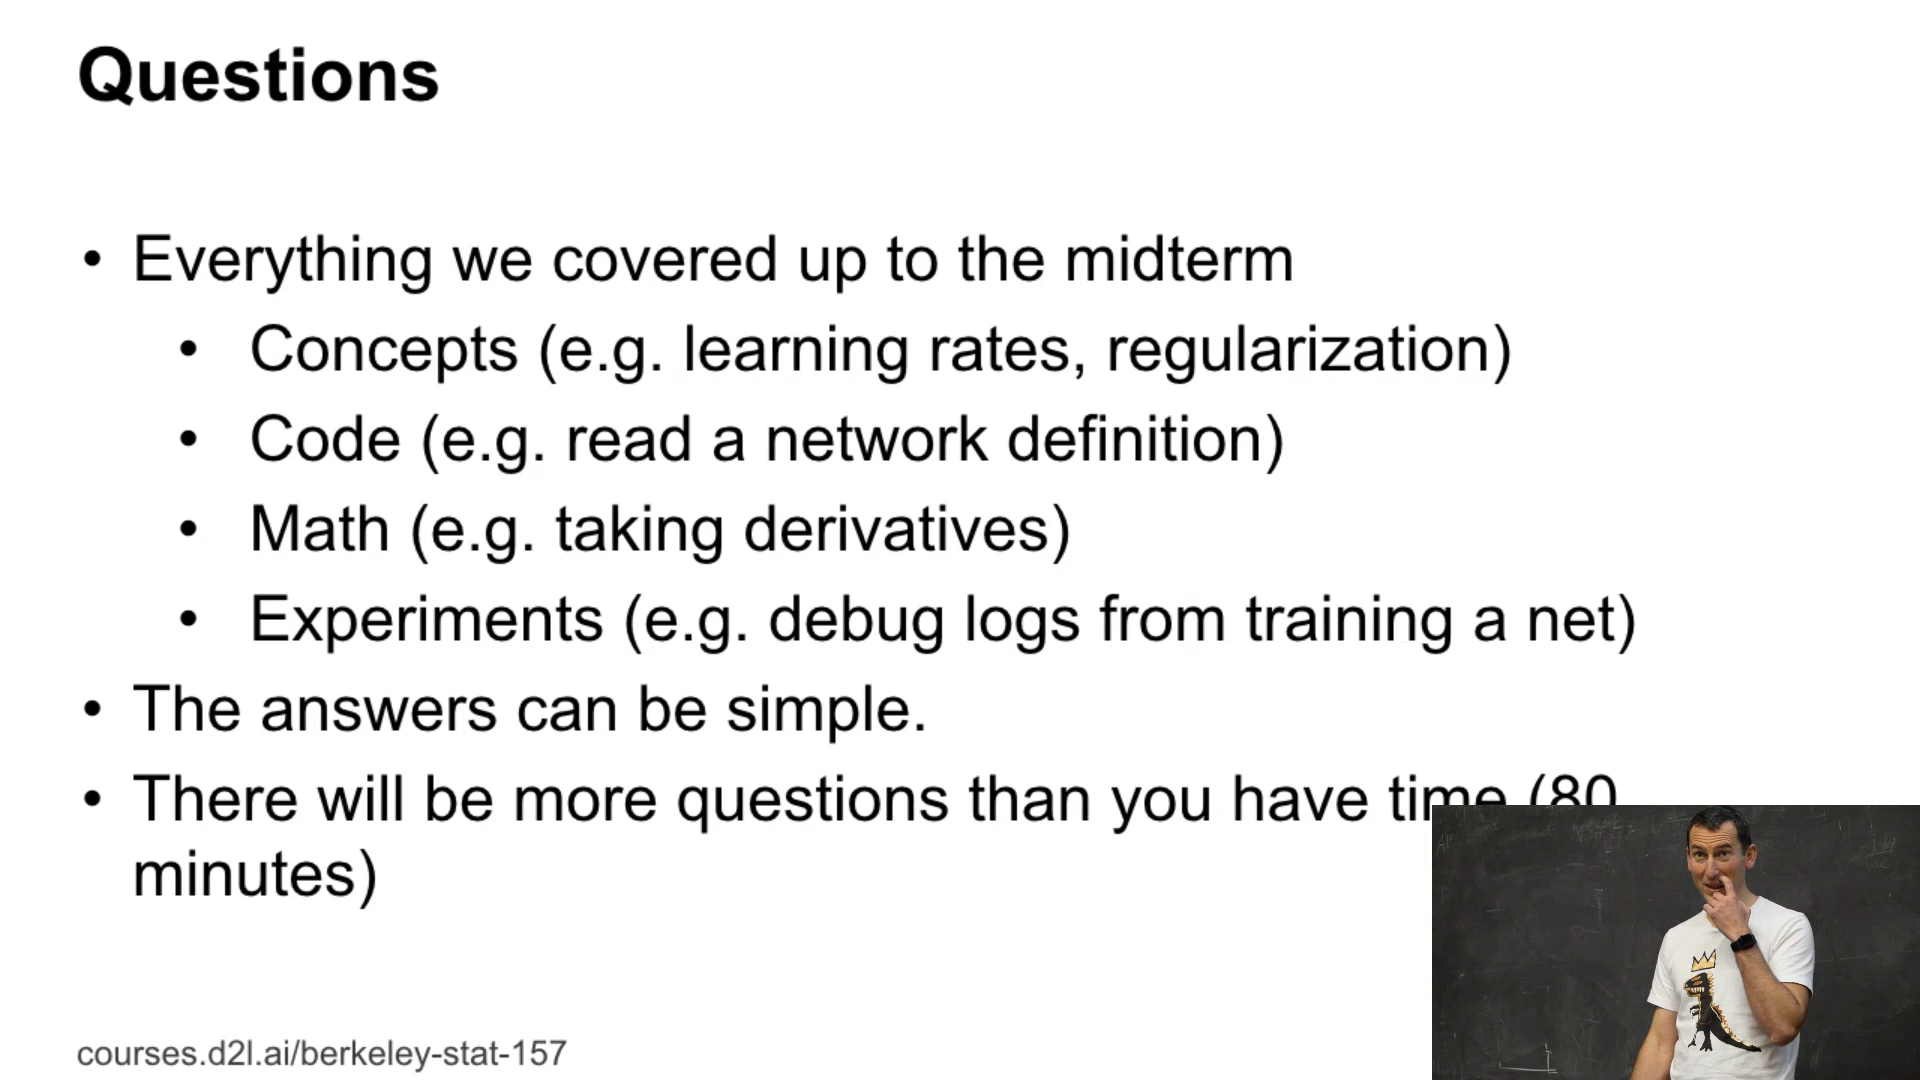 Questions
• Everything we covered up to the midterm
• Concepts (e.g. learning rates, regularization)
• Code (e.g. read a network definition)
• Math (e.g. taking derivatives)
• Experiments (e.g. debug logs from training a net)
• The answers can be simple.
• There will be more questions than you have time (80
minutes)
courses.d2l.ai/berkeley-stat-157